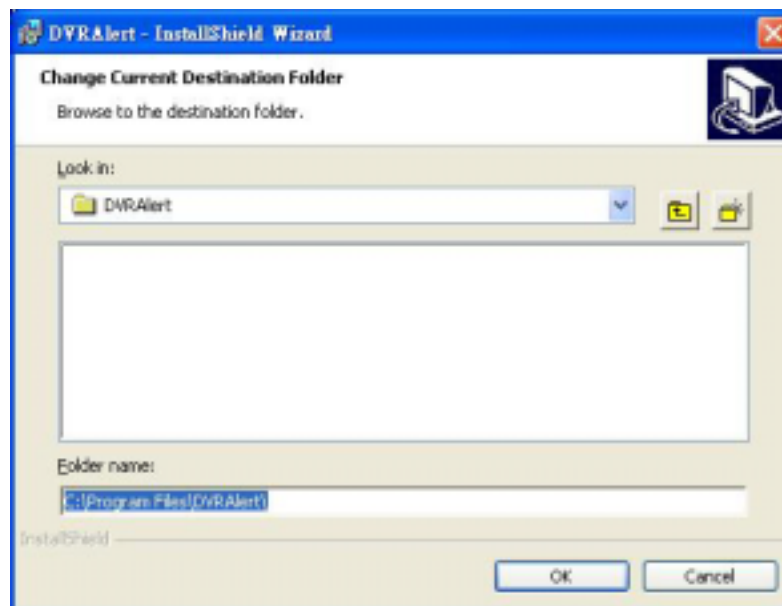 DVRAlert - InstallShield Wizard
Change Current Destination Folder
Browse to the destination folder.
Look in:
DVRAlert
Folder name:
C:\Program Files\DVRAlert\
InstallShield
OK Cancel